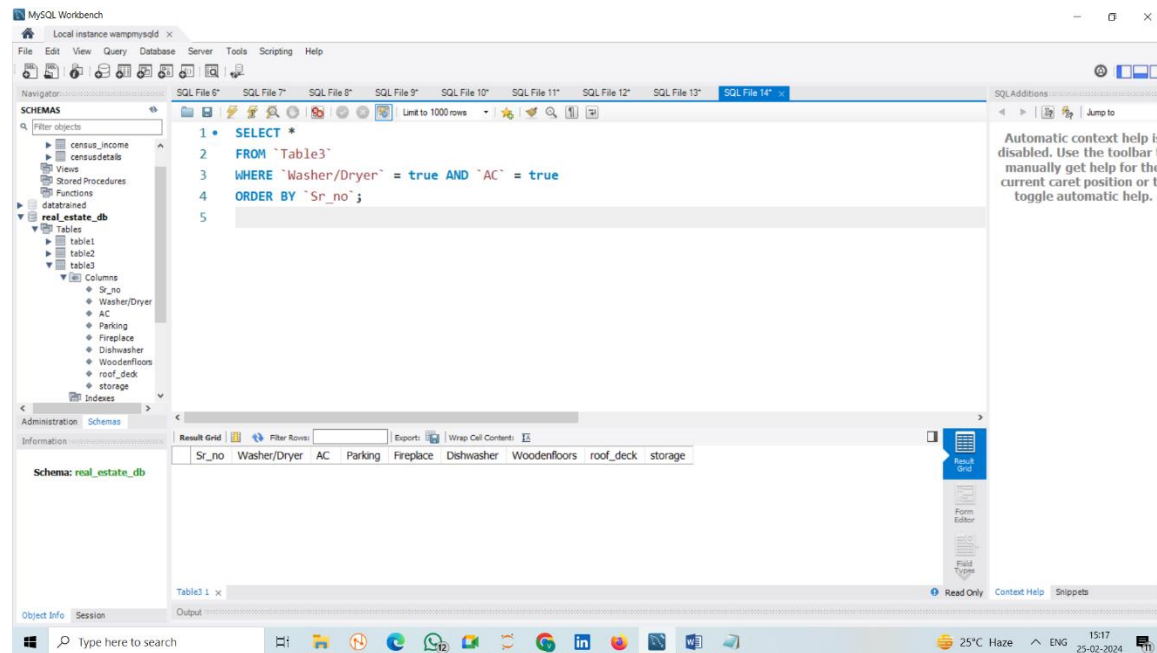 MySQL Workbench
Local instance wampmysqld ×
File Edit View Query Database Server Tools Scripting Help
Navigator
SCHEMAS
Filter objects
census_income
censusdetails
Views
Stored Procedures
Functions
datatrained
real_estate_db
Tables
table1
table2
table3
Columns
Sr_no
Washer/Dryer
AC
Parking
Fireplace
Dishwasher
Woodenfloors
roof_deck
storage
Indexes
Administration Schemas
Information
Schema: real_estate_db
Object Info Session
SQL File 6* SQL File 7* SQL File 8* SQL File 9* SQL File 10* SQL File 11* SQL File 12* SQL File 13* SQL File 14* ×
Limit to 1000 rows
1 SELECT *
2 FROM `Table3`
3 WHERE `Washer/Dryer` = true AND `AC` = true
4 ORDER BY `Sr_no`;
5
Result Grid Filter Rows: Export: Wrap Cell Content:
Sr_no Washer/Dryer AC Parking Fireplace Dishwasher Woodenfloors roof_deck storage
Result
Grid
Form
Editor
Field
Types
Table3 1 ×
Read Only
Output
SQLAdditions
Jump to
Automatic context help is
disabled. Use the toolbar
manually get help for the
current caret position or
toggle automatic help.
Context Help Snippets
Type here to search
12
25°C Haze
ENG
15:17
25-02-2024